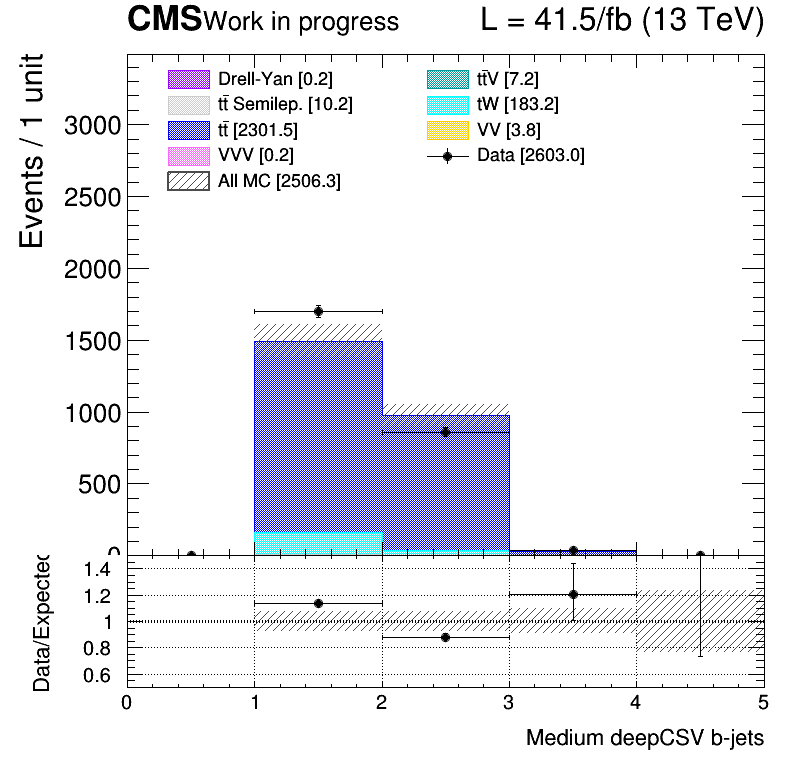 CMS Work in progress L = 41.5/fb (13 TeV)
Events / 1 unit
Drell-Yan [0.2]
tt̄ Semilep. [10.2]
tt̄ [2301.5]
VVV [0.2]
All MC [2506.3]
tt̄V [7.2]
tW [183.2]
VV [3.8]
Data [2603.0]
3000
2500
2000
1500
1000
500
0
Data/Expected
1.4
1.2
1
0.8
0.6
0 1 2 3 4 5
Medium deepCSV b-jets